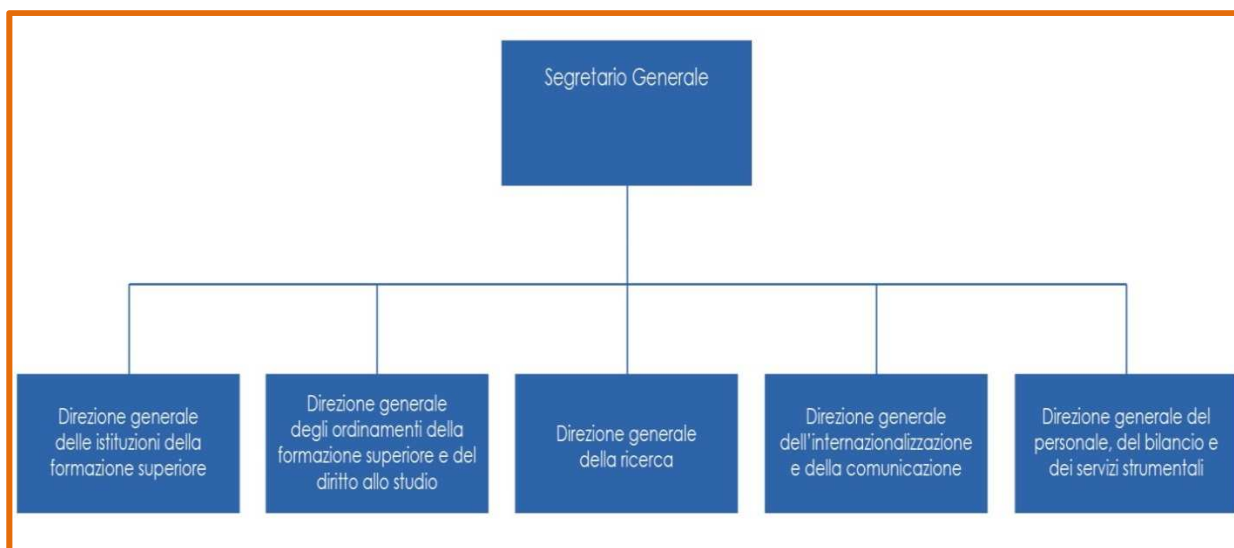 Segretario Generale
Direzione generale
delle istituzioni della
formazione superiore
Direzione generale
degli ordinamenti della
formazione superiore e del
diritto allo studio
Direzione generale
della ricerca
Direzione generale
dell'internazionalizzazione
e della comunicazione
Direzione generale del
personale, del bilancio e
dei servizi strumentali